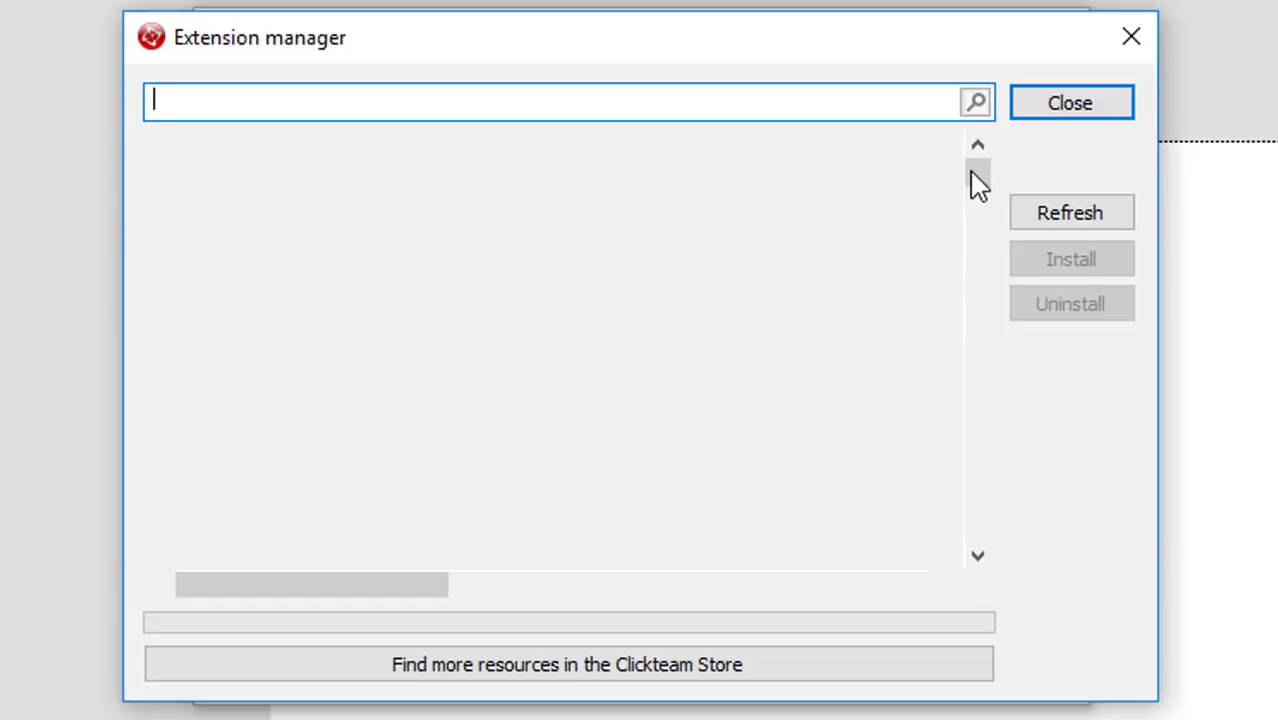 Extension manager
Close
Refresh
Install
Uninstall
Find more resources in the Clickteam Store